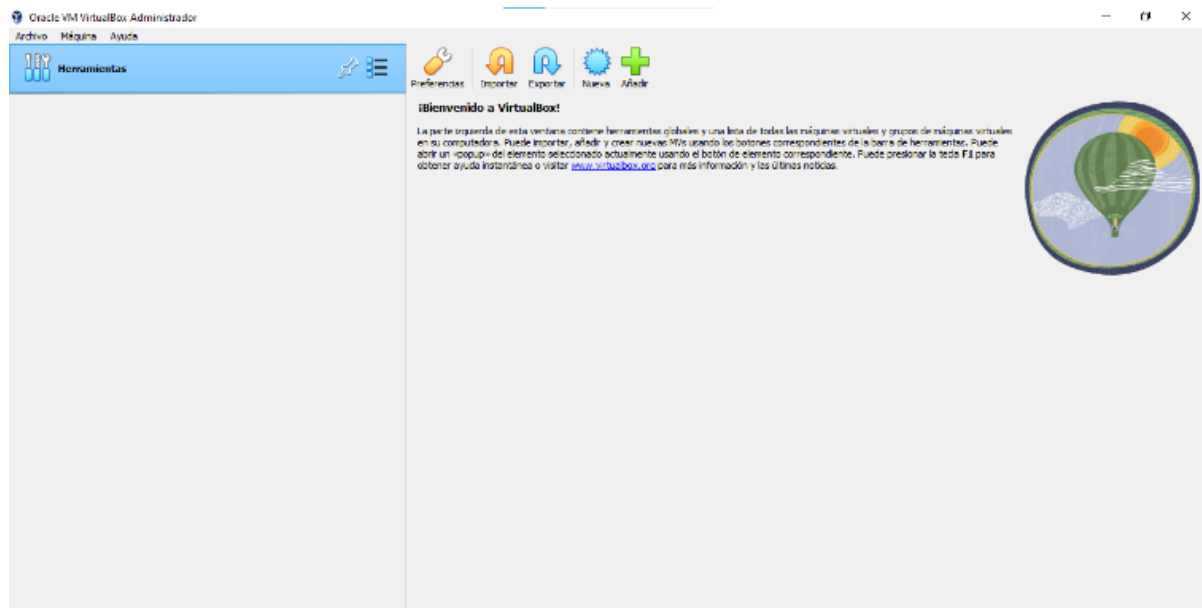 Oracle VM VirtualBox Administrador
Archivo Máquina Ayuda
Herramientas
Preferencias Importar Exportar Nueva Añadir
¡Bienvenido a VirtualBox!
La parte izquierda de esta ventana contiene herramientas globales y una lista de todas las máquinas virtuales y grupos de máquinas virtuales
en su computadora. Puede importar, añadir y crear nuevas MVs usando los botones correspondientes de la barra de herramientas. Puede
abrir un «popup» del elemento seleccionado actualmente usando el botón de elemento correspondiente. Puede presionar la tecla F1 para
obtener ayuda instantánea o visitar www.virtualbox.org para más información y las últimas noticias.